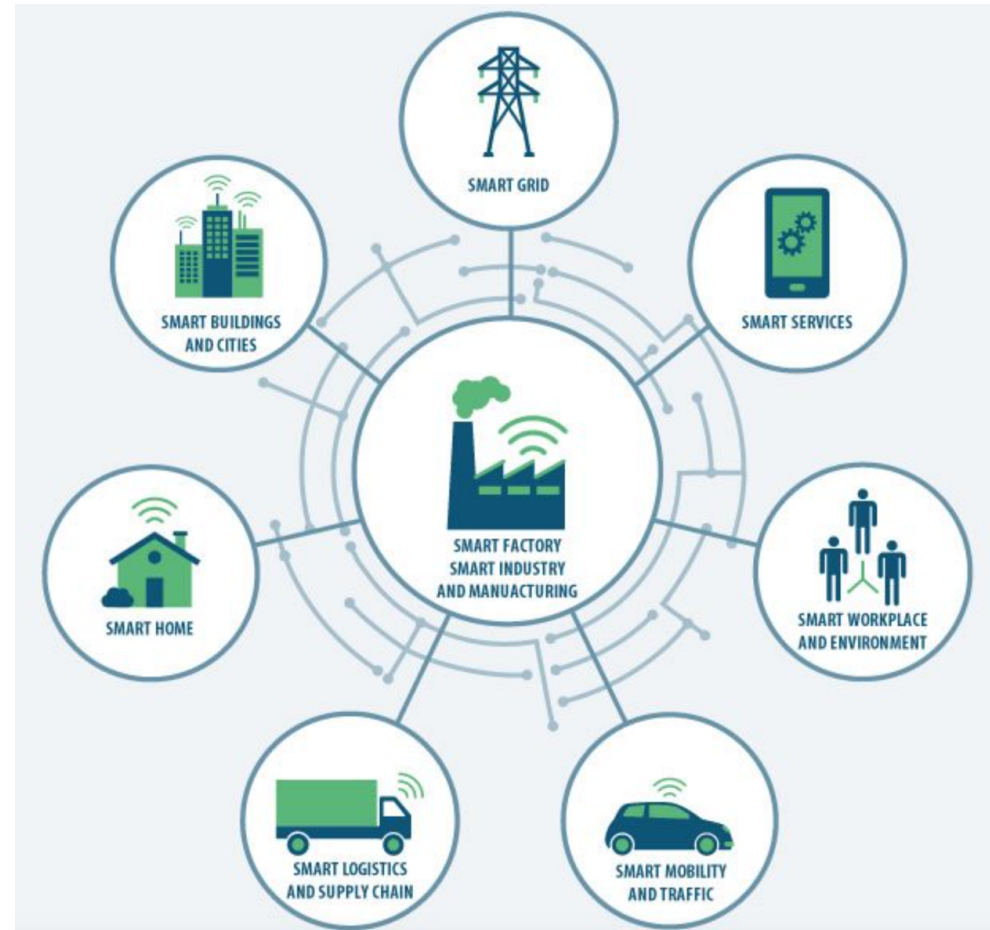 SMART GRID
SMART BUILDINGS
AND CITIES
SMART SERVICES
SMART FACTORY
SMART INDUSTRY
AND MANUACTURING
SMART HOME
SMART WORKPLACE
AND ENVIRONMENT
SMART LOGISTICS
AND SUPPLY CHAIN
SMART MOBILITY
AND TRAFFIC